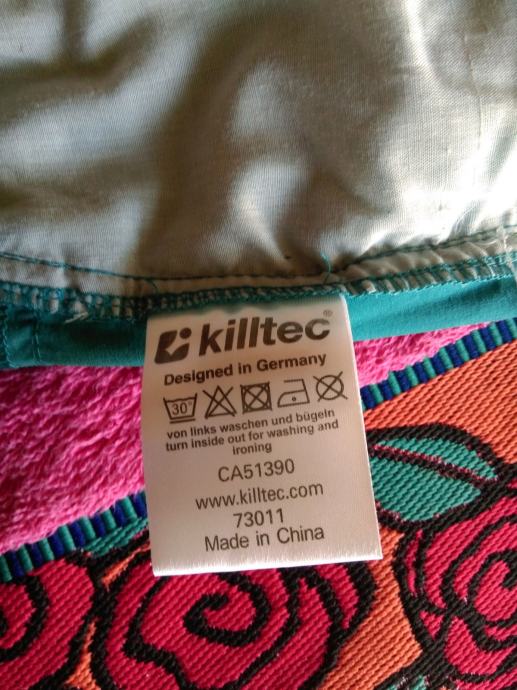 killtec®
Designed in Germany
30°
von links waschen und bügeln
turn inside out for washing and
ironing
CA51390
www.killtec.com
73011
Made in China